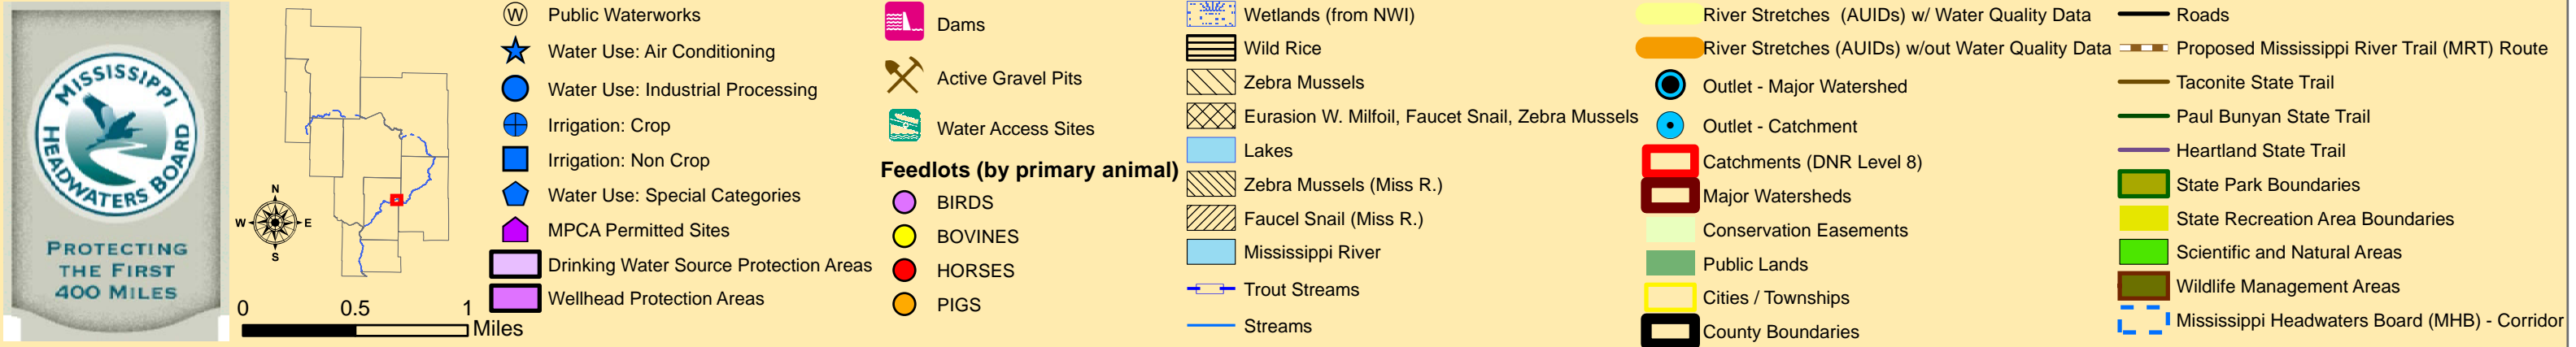 MISSISSIPPI
HEADWATERS BOARD
PROTECTING
THE FIRST
400 MILES
N
W
E
S
0
0.5
1
Miles
W
Public Waterworks
Water Use: Air Conditioning
Water Use: Industrial Processing
Irrigation: Crop
Irrigation: Non Crop
Water Use: Special Categories
MPCA Permitted Sites
Drinking Water Source Protection Areas
Wellhead Protection Areas
Dams
Active Gravel Pits
Water Access Sites
Feedlots (by primary animal)
BIRDS
BOVINES
HORSES
PIGS
Wetlands (from NWI)
Wild Rice
Zebra Mussels
Eurasion W. Milfoil, Faucet Snail, Zebra Mussels
Lakes
Zebra Mussels (Miss R.)
Faucel Snail (Miss R.)
Mississippi River
Trout Streams
Streams
River Stretches (AUIDs) w/ Water Quality Data
River Stretches (AUIDs) w/out Water Quality Data
Outlet - Major Watershed
Outlet - Catchment
Catchments (DNR Level 8)
Major Watersheds
Conservation Easements
Public Lands
Cities / Townships
County Boundaries
Roads
Proposed Mississippi River Trail (MRT) Route
Taconite State Trail
Paul Bunyan State Trail
Heartland State Trail
State Park Boundaries
State Recreation Area Boundaries
Scientific and Natural Areas
Wildlife Management Areas
Mississippi Headwaters Board (MHB) - Corridor